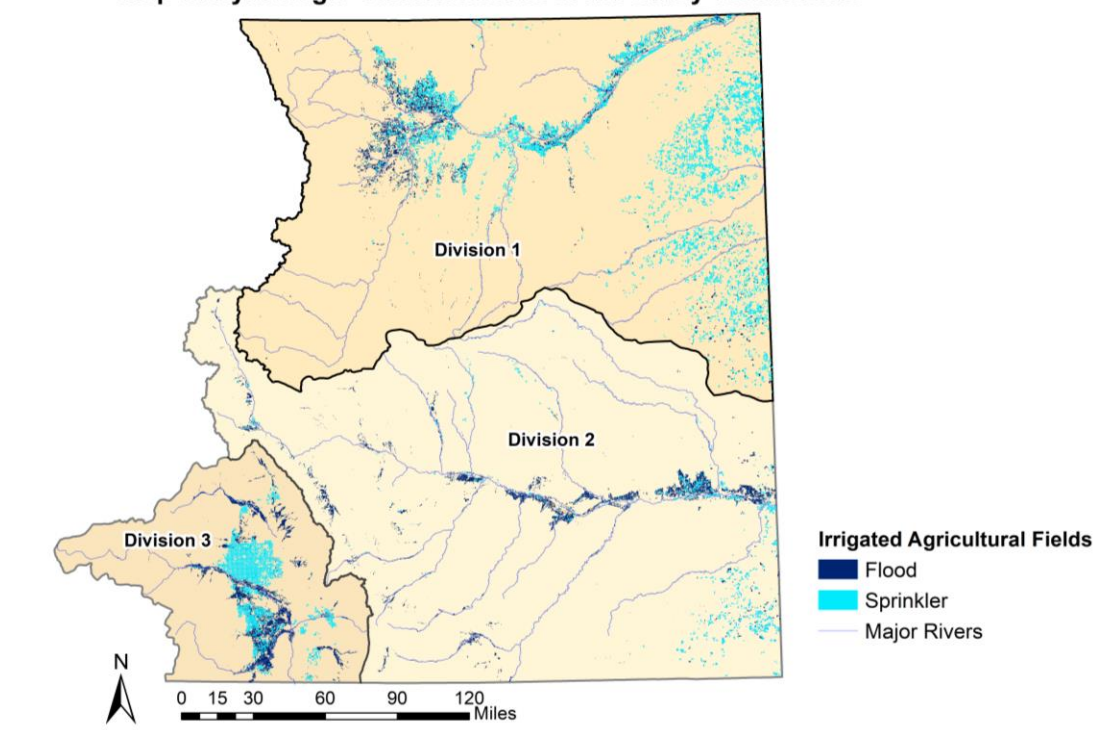 Division 1
Division 2
Division 3
Irrigated Agricultural Fields
Flood
Sprinkler
Major Rivers
N
0 15 30 60 90 120
Miles